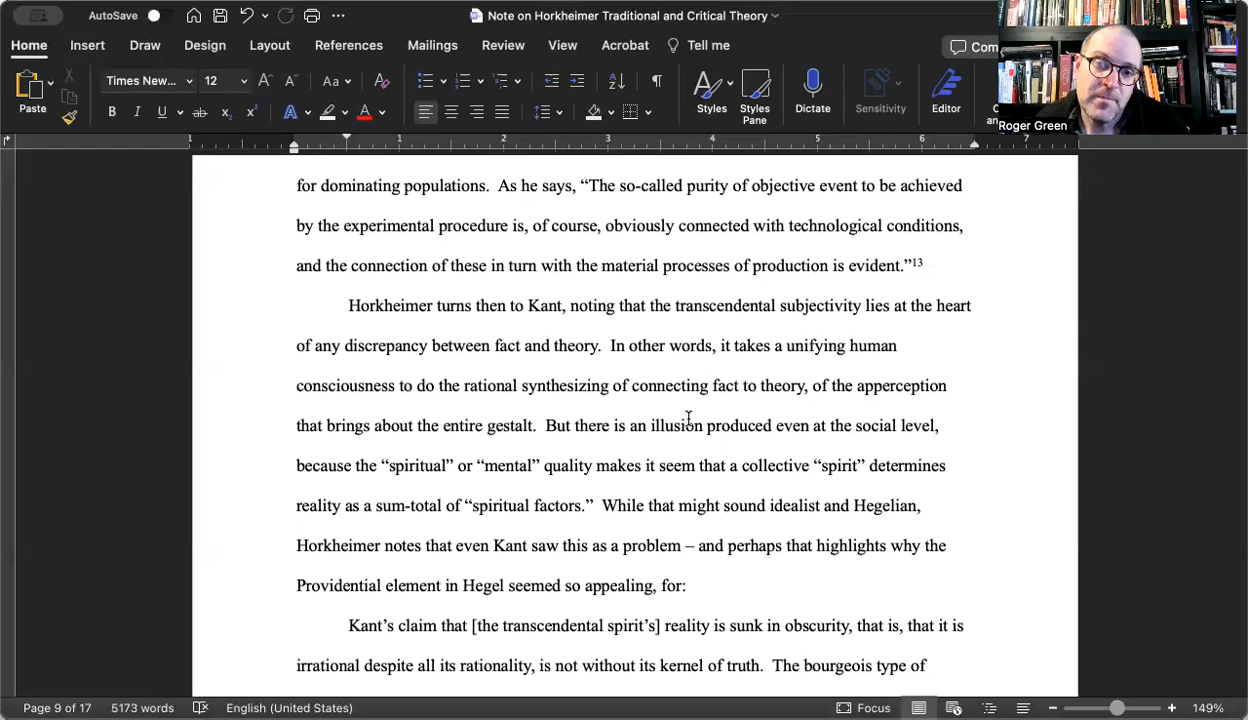 AutoSave
Note on Horkheimer Traditional and Critical Theory
Home Insert Draw Design Layout References Mailings Review View Acrobat Tell me
Times New... 12
Paste
Styles
Styles Pane
Dictate
Sensitivity
Editor
Roger Green
1 1 2 3 4 5 6 7
for dominating populations. As he says, “The so-called purity of objective event to be achieved
by the experimental procedure is, of course, obviously connected with technological conditions,
and the connection of these in turn with the material processes of production is evident.”13
Horkheimer turns then to Kant, noting that the transcendental subjectivity lies at the heart
of any discrepancy between fact and theory. In other words, it takes a unifying human
consciousness to do the rational synthesizing of connecting fact to theory, of the apperception
that brings about the entire gestalt. But there is an illusion produced even at the social level,
because the “spiritual” or “mental” quality makes it seem that a collective “spirit” determines
reality as a sum-total of “spiritual factors.” While that might sound idealist and Hegelian,
Horkheimer notes that even Kant saw this as a problem – and perhaps that highlights why the
Providential element in Hegel seemed so appealing, for:
Kant’s claim that [the transcendental spirit’s] reality is sunk in obscurity, that is, that it is
irrational despite all its rationality, is not without its kernel of truth. The bourgeois type of
Page 9 of 17 5173 words English (United States) Focus 149%